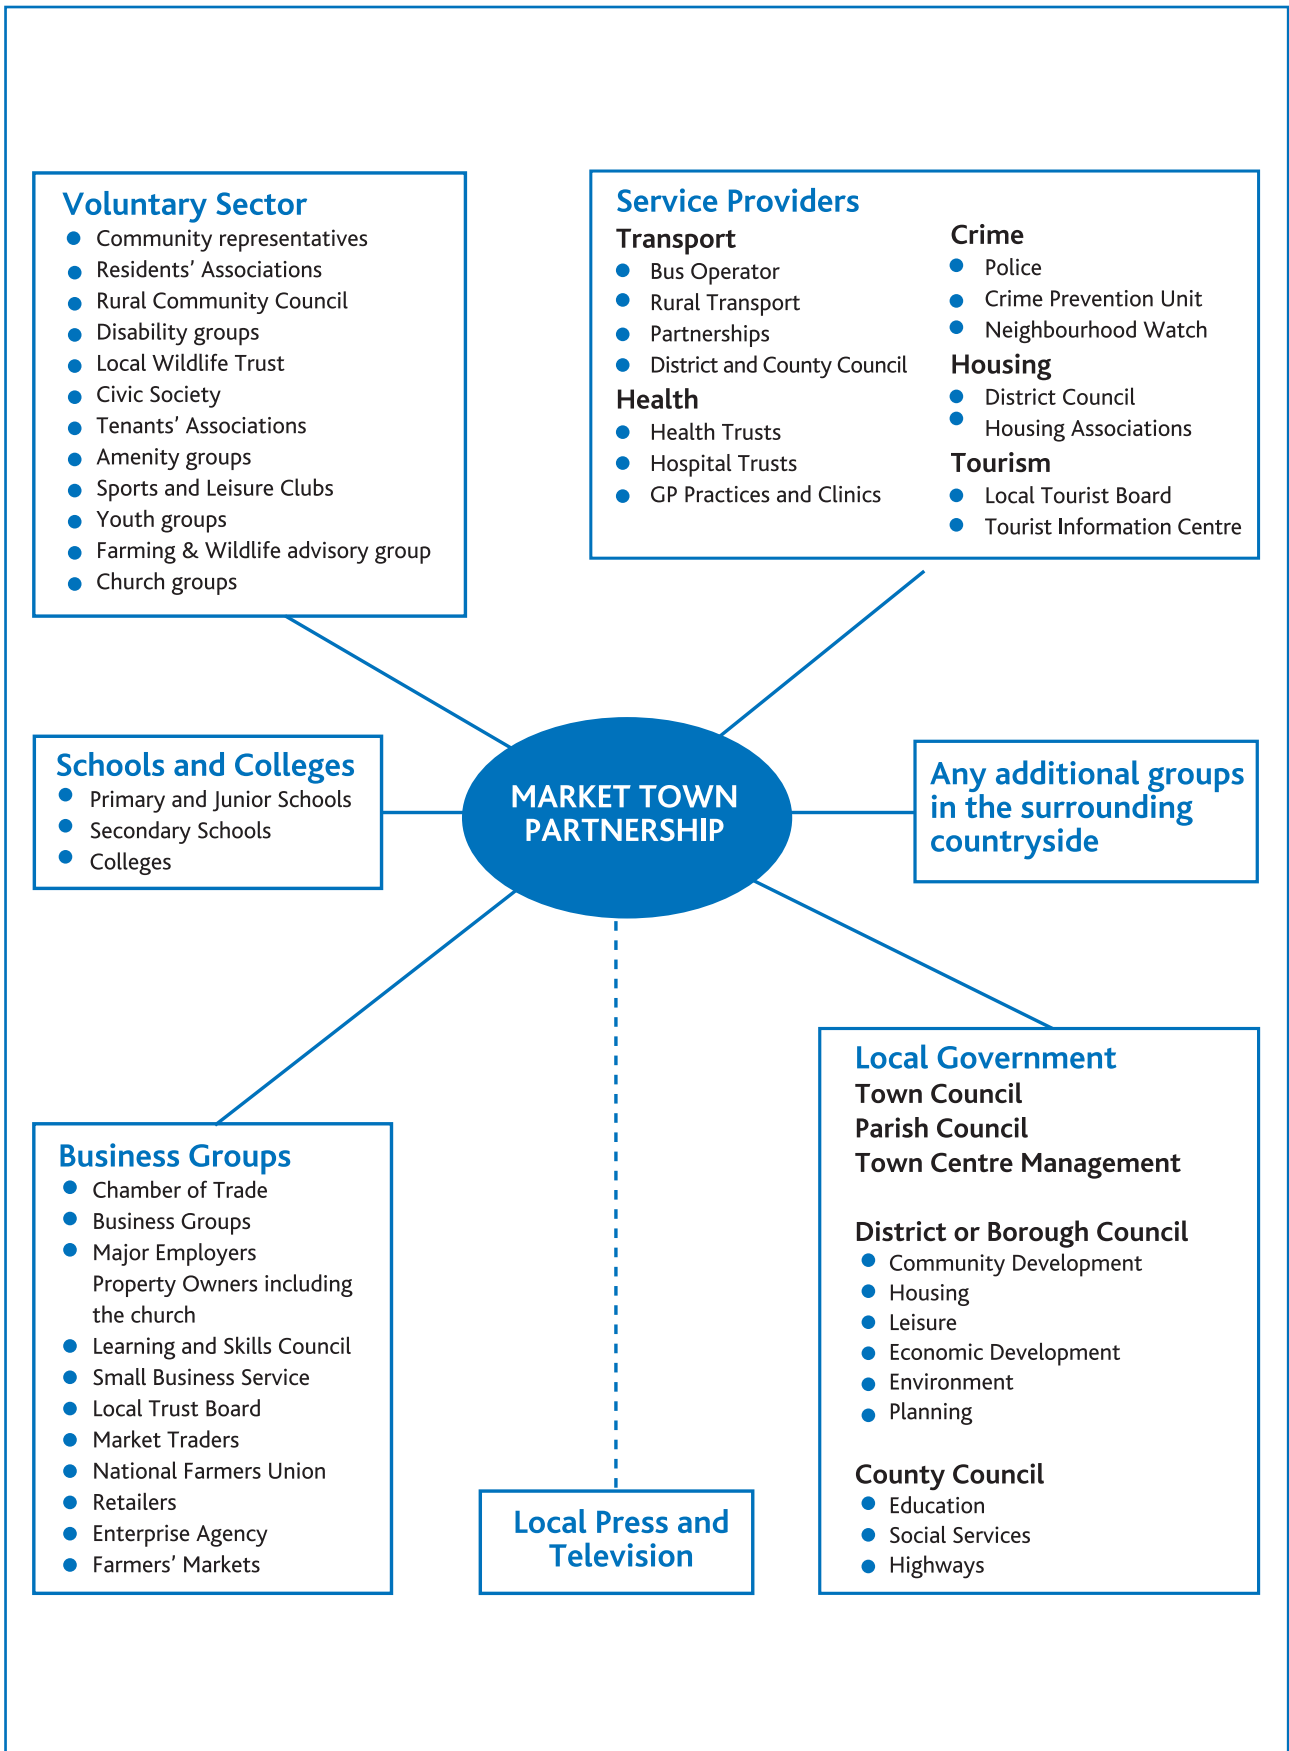 Voluntary Sector
● Community representatives
● Residents’ Associations
● Rural Community Council
● Disability groups
● Local Wildlife Trust
● Civic Society
● Tenants’ Associations
● Amenity groups
● Sports and Leisure Clubs
● Youth groups
● Farming & Wildlife advisory group
● Church groups
Service Providers
Transport
● Bus Operator
● Rural Transport
● Partnerships
● District and County Council
Health
● Health Trusts
● Hospital Trusts
● GP Practices and Clinics
Crime
● Police
● Crime Prevention Unit
● Neighbourhood Watch
Housing
● District Council
● Housing Associations
Tourism
● Local Tourist Board
● Tourist Information Centre
Schools and Colleges
● Primary and Junior Schools
● Secondary Schools
● Colleges
MARKET TOWN
PARTNERSHIP
Any additional groups
in the surrounding
countryside
Business Groups
● Chamber of Trade
● Business Groups
● Major Employers
Property Owners including
the church
● Learning and Skills Council
● Small Business Service
● Local Trust Board
● Market Traders
● National Farmers Union
● Retailers
● Enterprise Agency
● Farmers’ Markets
Local Press and
Television
Local Government
Town Council
Parish Council
Town Centre Management
District or Borough Council
● Community Development
● Housing
● Leisure
● Economic Development
● Environment
● Planning
County Council
● Education
● Social Services
● Highways